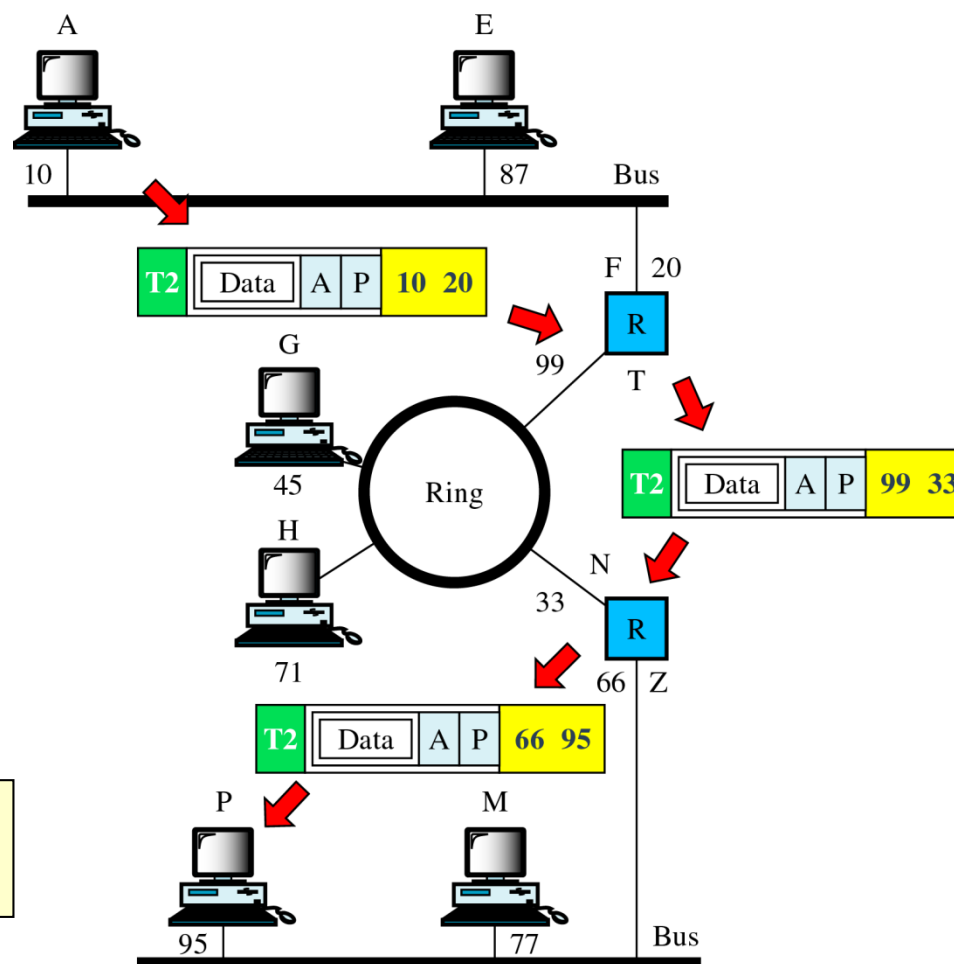 A E
10 87 Bus
F 20
T2 Data A P 10 20
R
G
99 T
45 Ring
T2 Data A P 99 33
H N
33
R
71 66 Z
T2 Data A P 66 95
P M
95 77 Bus